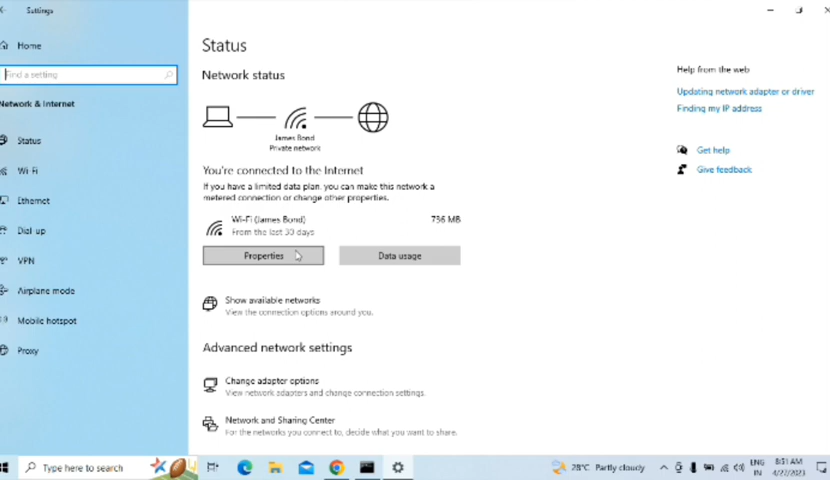 Settings
Home
Find a setting
Network & Internet
Status
Wi-Fi
Ethernet
Dial-up
VPN
Airplane mode
Mobile hotspot
Proxy
Status
Network status
James Bond
Private network
You're connected to the Internet
If you have a limited data plan, you can make this network a
metered connection or change other properties.
Wi-Fi (James Bond)
736 MB
From the last 30 days
Properties
Data usage
Show available networks
View the connection options around you.
Advanced network settings
Change adapter options
View network adapters and change connection settings.
Network and Sharing Center
For the networks you connect to, decide what you want to share.
Help from the web
Updating network adapter or driver
Finding my IP address
Get help
Give feedback
Type here to search
28°C Partly cloudy
ENG
IN
8:51 AM
4/22/2023